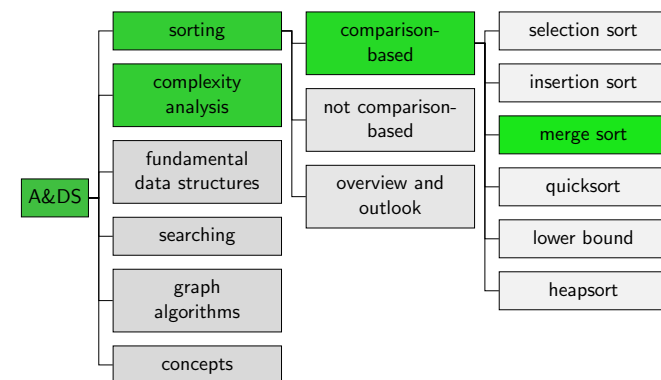 A&DS
sorting
complexity
analysis
fundamental
data structures
searching
graph
algorithms
concepts
comparison-
based
not comparison-
based
overview and
outlook
selection sort
insertion sort
merge sort
quicksort
lower bound
heapsort